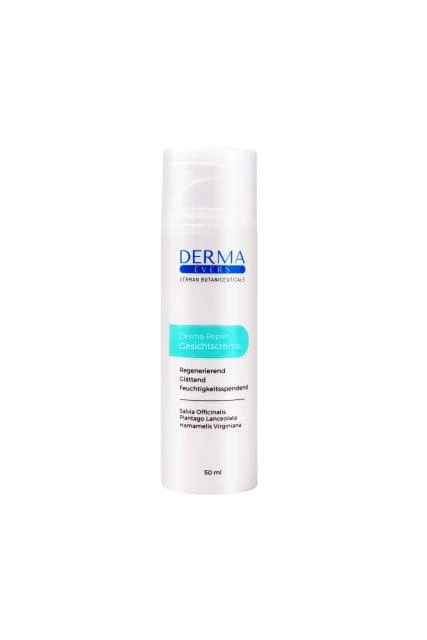 DERMA
EVERS
GERMAN BOTANICEUTICALS
Derma-Repair
Gesichtscreme
Regenerierend
Glättend
Feuchtigkeitsspendend
Salvia Officinalis
Plantago Lanceolata
Hamamelis Virginiana
50 ml